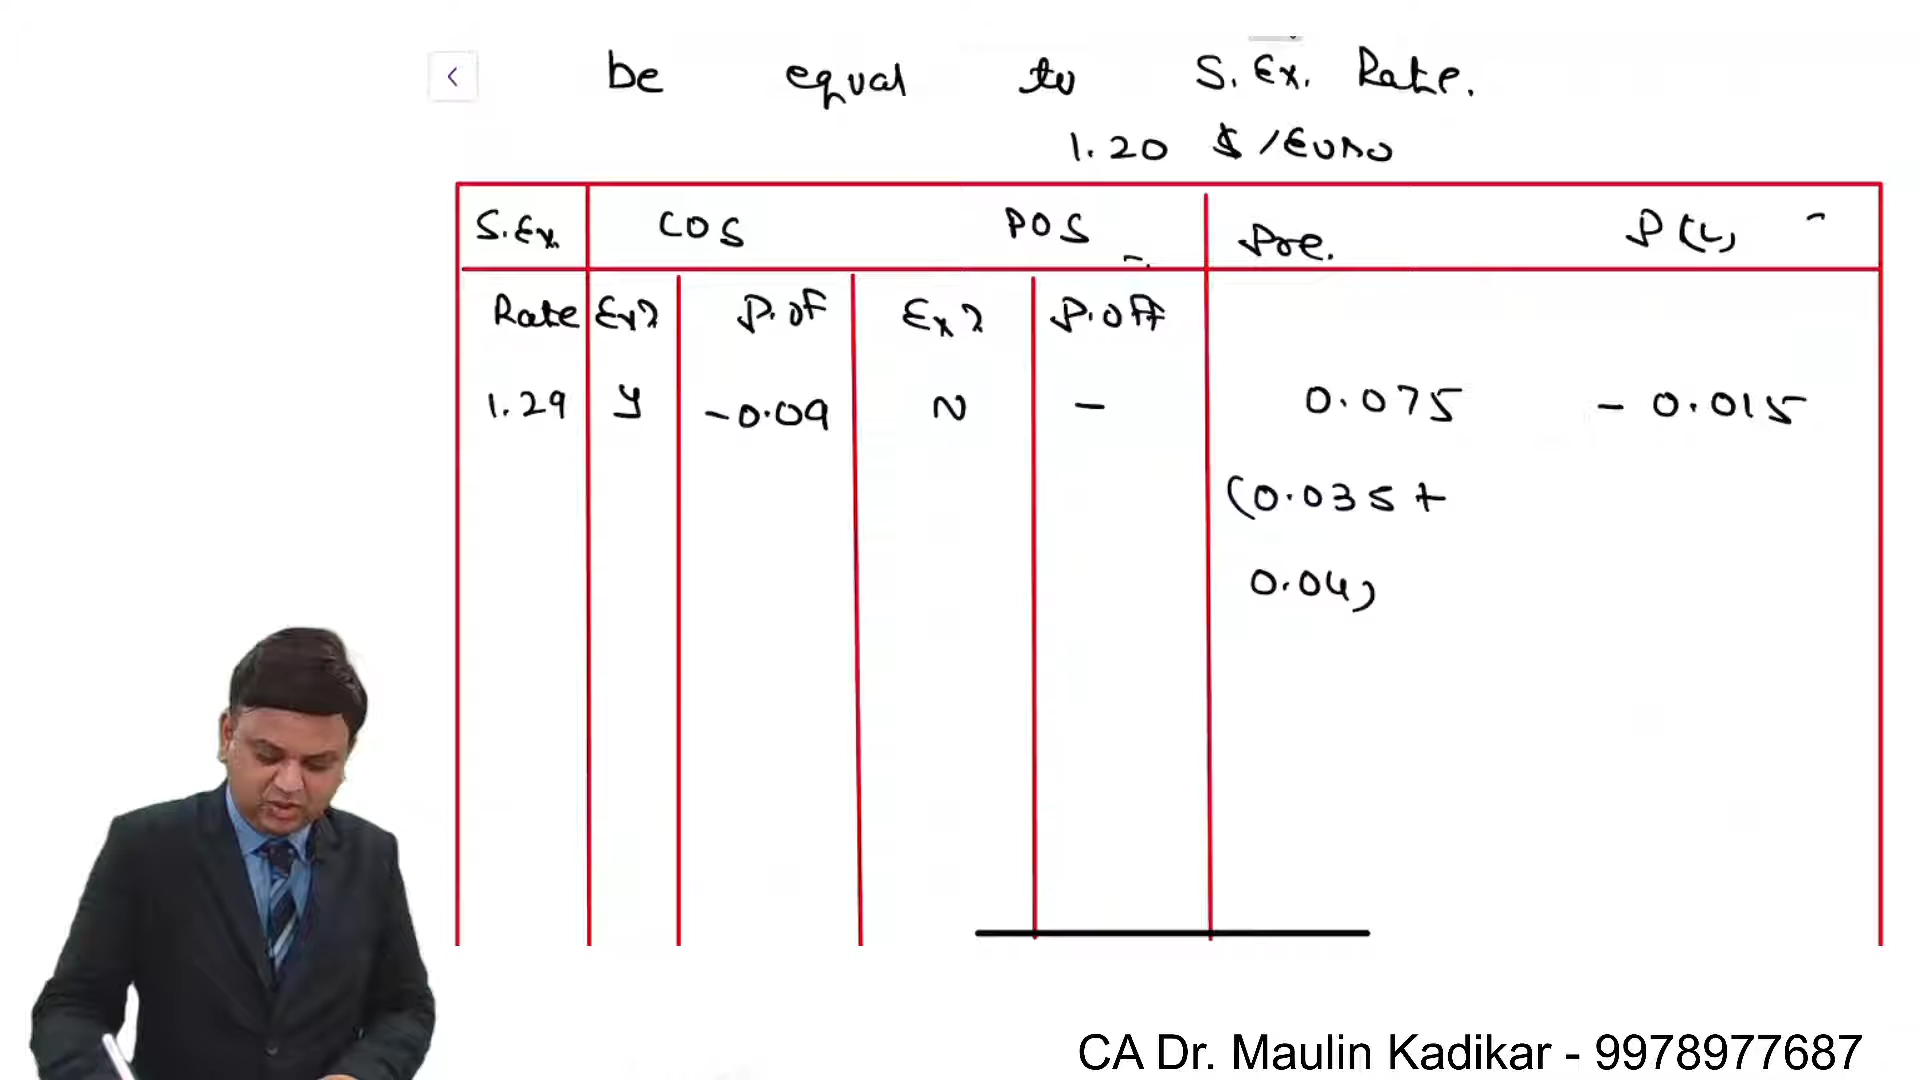 be equal to S. Ex. Rate.
1.20 $ /Euro
S.Ex. COS POS Pre. P(L)
Rate Ex? P.of Ex? P.off
1.29 Y -0.09 N - 0.075 - 0.015
(0.035 +
0.04)
CA Dr. Maulin Kadikar - 9978977687